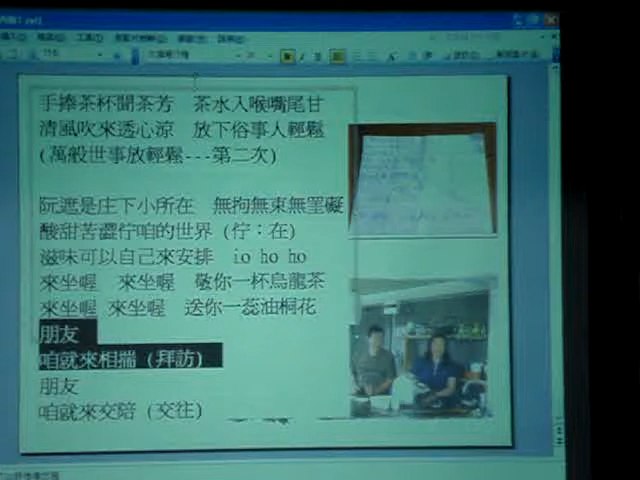 手捧茶杯聞茶芳　茶水入喉嘴尾甘
清風吹來透心涼　放下俗事人輕鬆
(萬般世事放輕鬆---第二次)
阮遮是庄下小所在　無拘無束無罣礙
酸甜苦澀佇咱的世界 (佇：在)
滋味可以自己來安排　io ho ho
來坐喔　來坐喔　敬你一杯烏龍茶
來坐喔 來坐喔　送你一蕊油桐花
朋友
咱就來相揣 (拜訪)
朋友
咱就來交陪 (交往)